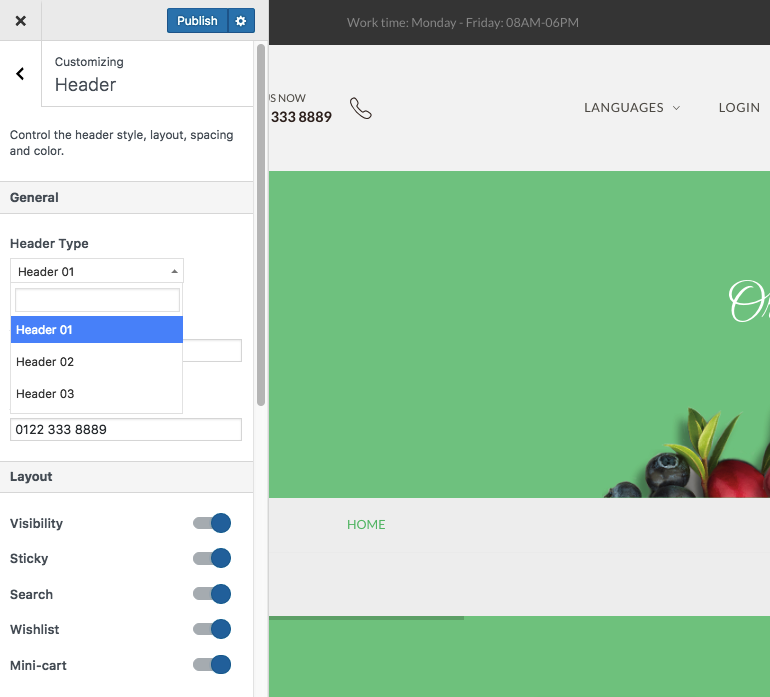 Publish
Customizing
Header
Control the header style, layout, spacing
and color.
General
Header Type
Header 01
Header 01
Header 02
Header 03
0122 333 8889
Layout
Visibility
Sticky
Search
Wishlist
Mini-cart
Work time: Monday - Friday: 08AM-06PM
US NOW
333 8889
LANGUAGES
LOGIN
HOME